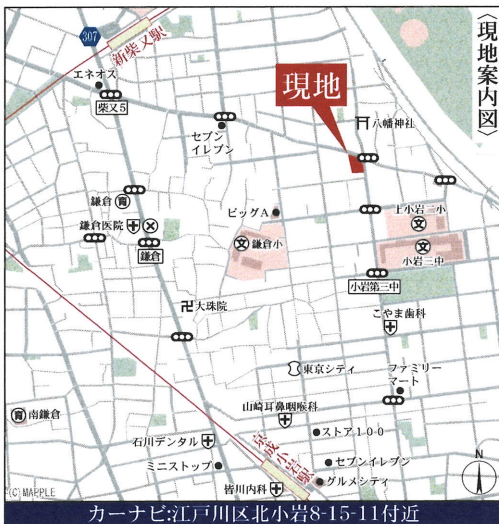 〈現地案内図〉
307
新柴又駅
エネオス
柴又5
セブン
イレブン
現地
八幡神社
鎌倉
育
鎌倉医院
鎌倉
ビッグA
文
鎌倉小
上小岩二小
文
文
小岩三中
小岩第三中
大珠院
こやま歯科
東京シティ
ファミリー
マート
育
南鎌倉
山崎耳鼻咽喉科
石川デンタル
ストア100
京成小岩駅
ミニストップ
セブンイレブン
皆川内科
グルメシティ
N
(C)MAPPLE
カーナビ:江戸川区北小岩8-15-11付近